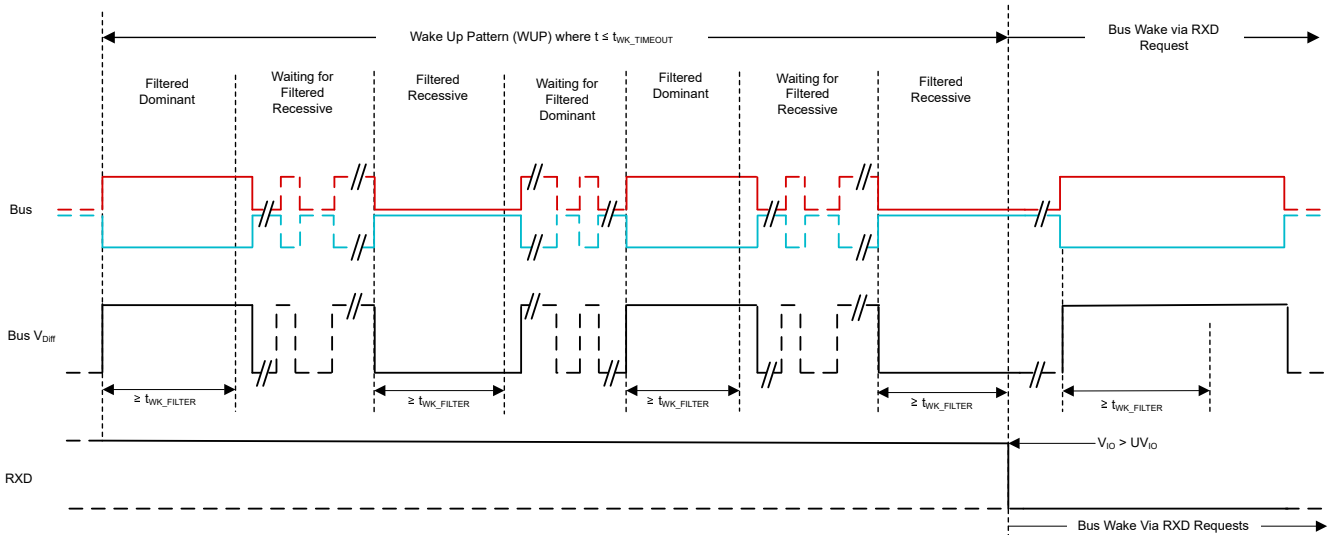 Wake Up Pattern (WUP) where t ≤ tWK_TIMEOUT
Bus Wake via RXD
Request
Filtered
Dominant
Waiting for
Filtered
Recessive
Filtered
Recessive
Waiting for
Filtered
Dominant
Filtered
Dominant
Waiting for
Filtered
Recessive
Filtered
Recessive
Bus
Bus VDiff
≥ tWK_FILTER
≥ tWK_FILTER
≥ tWK_FILTER
≥ tWK_FILTER
≥ tWK_FILTER
VIO > UVIO
RXD
Bus Wake Via RXD Requests